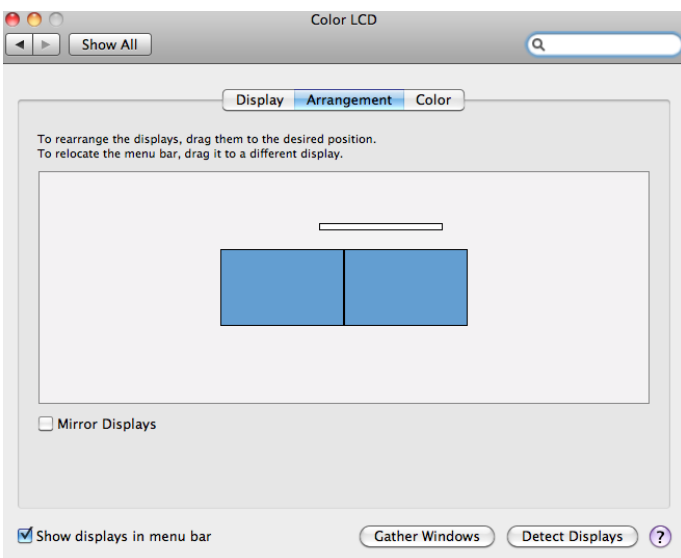 Color LCD
Show All
Display Arrangement Color
To rearrange the displays, drag them to the desired position.
To relocate the menu bar, drag it to a different display.
Mirror Displays
Show displays in menu bar Gather Windows Detect Displays ?